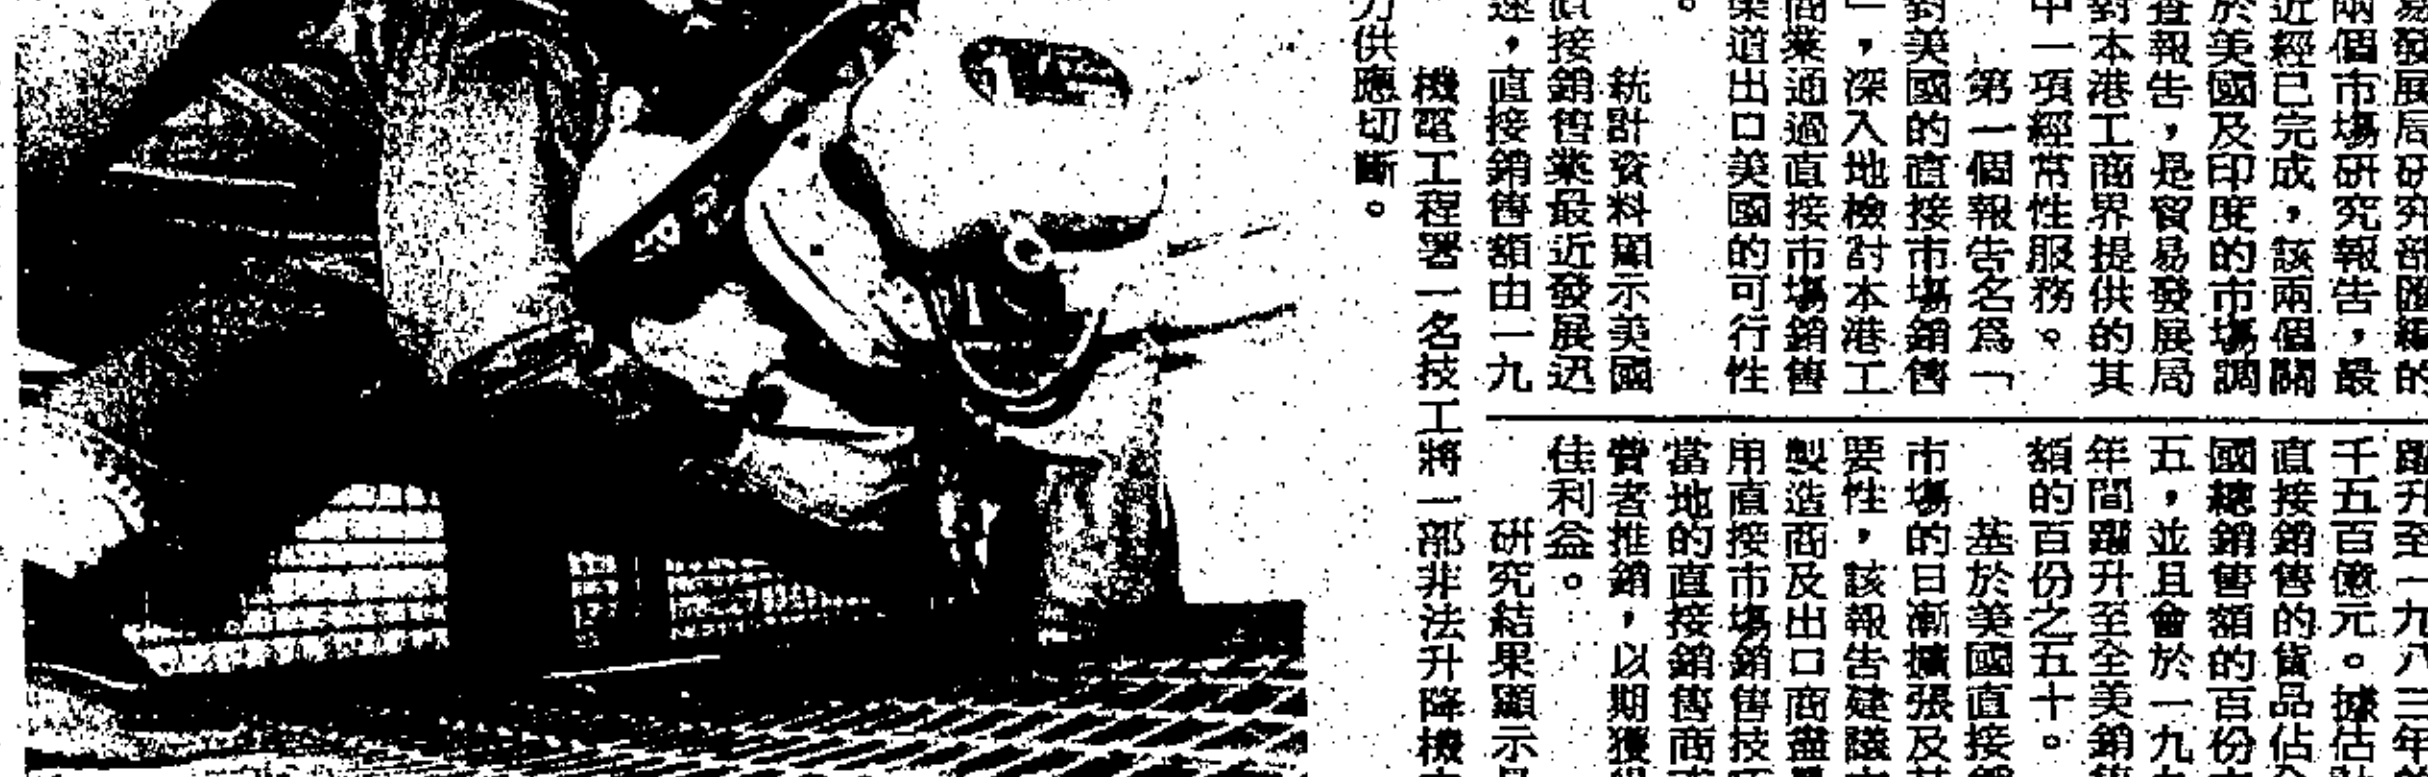 易發展局研究部匯編的
兩個市場研究報告，最
近經已完成，該兩個關
於美國及印度的市場調
查報告，是貿易發展局
對本港工商界提供的其
中一項經常性服務。
第一個報告名爲「
對美國的直接市場銷售
」，深入地檢討本港工
商業通過直接市場銷售
渠道出口美國的可行性
。
統計資料顯示美國
直接銷售業最近發展迅
速，直接銷售額由一九
躍升至一九八三年的
千五百億元。據估計
直接銷售的貨品佔
國總銷售額的百份
五，並且會於一九九
年間躍升至全美銷售
額的百份之五十。
基於美國直接銷
市場的日漸擴張及其
要性，該報告建議
製造商及出口商盡量
用直接市場銷售技巧
當地的直接銷售商
費者推銷，以期獲得
佳利益。
研究結果顯示
機電工程署一名技工將一部非法升降機
力供應切斷。